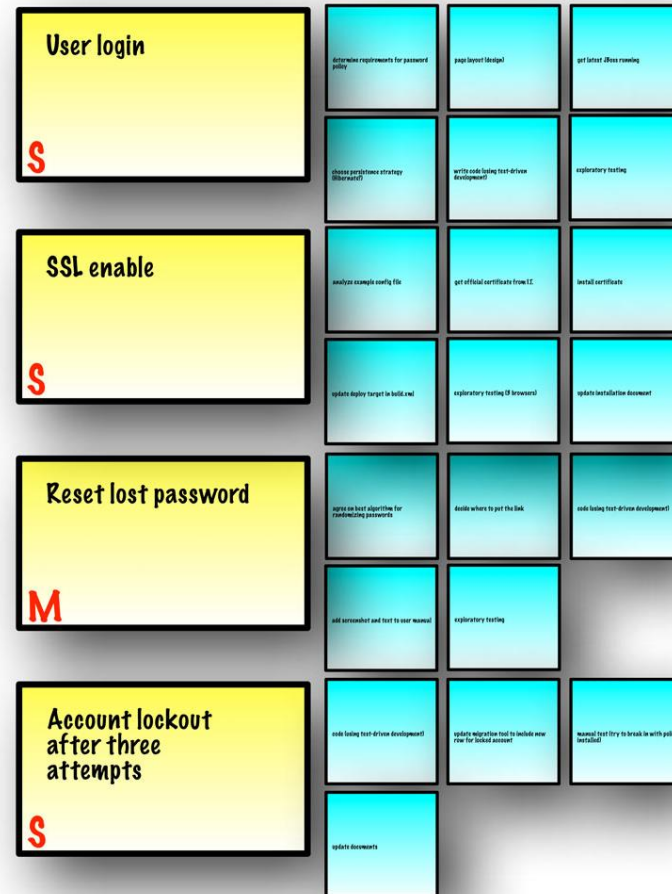 User login
S
determine requirements for password
policy
page layout (design)
get latest JBoss running
choose persistence strategy
(Hibernate?)
write code (using test-driven
development)
exploratory testing
SSL enable
S
analyze example config file
get official certificate from I.T.
install certificate
update deploy target in build.xml
exploratory testing
update installation document
Reset lost password
M
agree on best algorithm for
randomizing passwords
decide where to put the link
code (using test-driven development)
add screenshot and text to user manual
exploratory testing
Account lockout
after three
attempts
S
code (using test-driven development)
update migration tool to include new
row for locked account
manual test (try to break in with
installed)
update documents